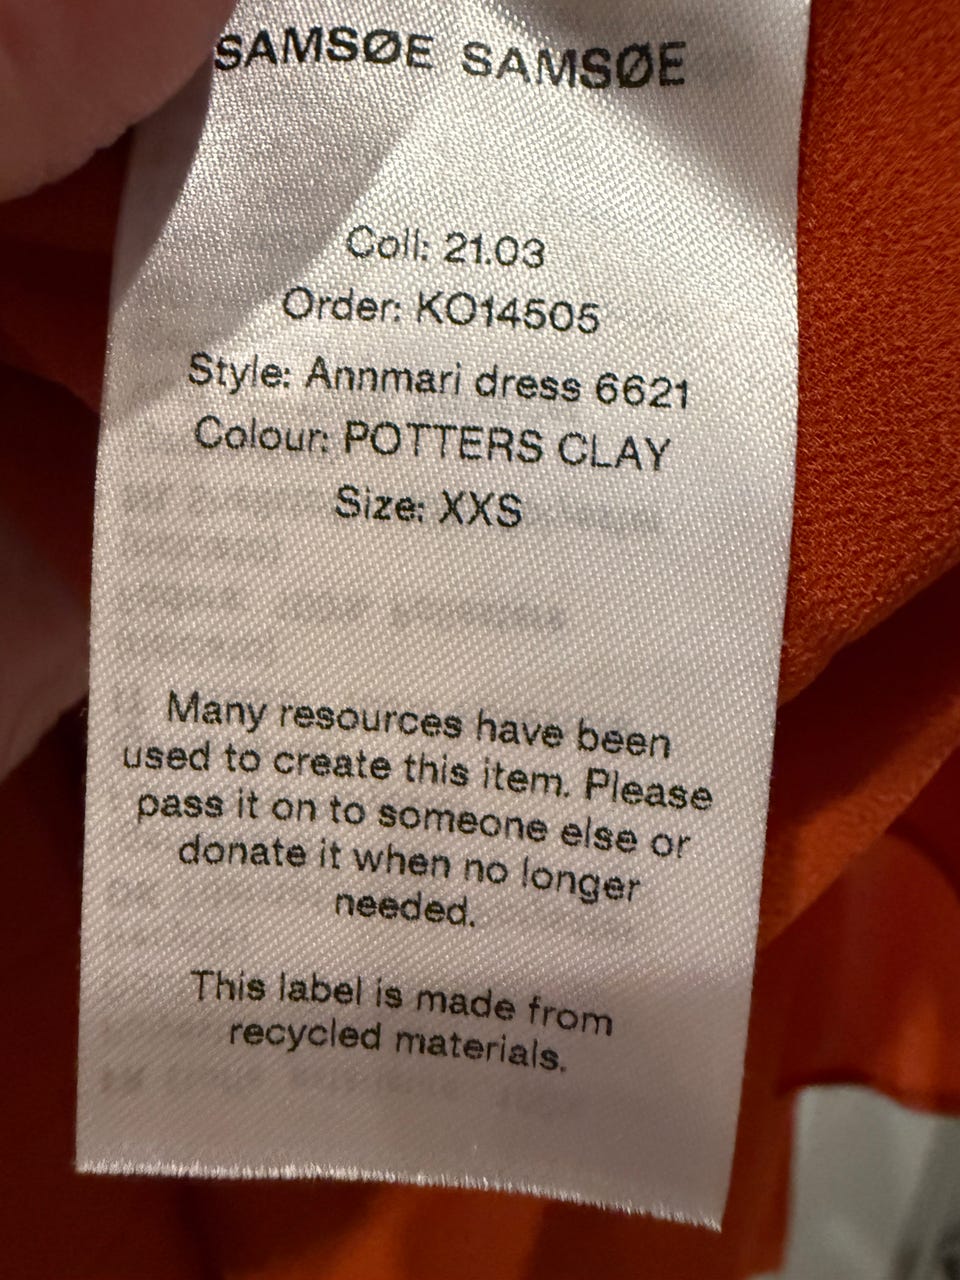 SAMSØE SAMSØE
Coll: 21.03
Order: KO14505
Style: Annmari dress 6621
Colour: POTTERS CLAY
Size: XXS
Many resources have been
used to create this item. Please
pass it on to someone else or
donate it when no longer
needed.
This label is made from
recycled materials.